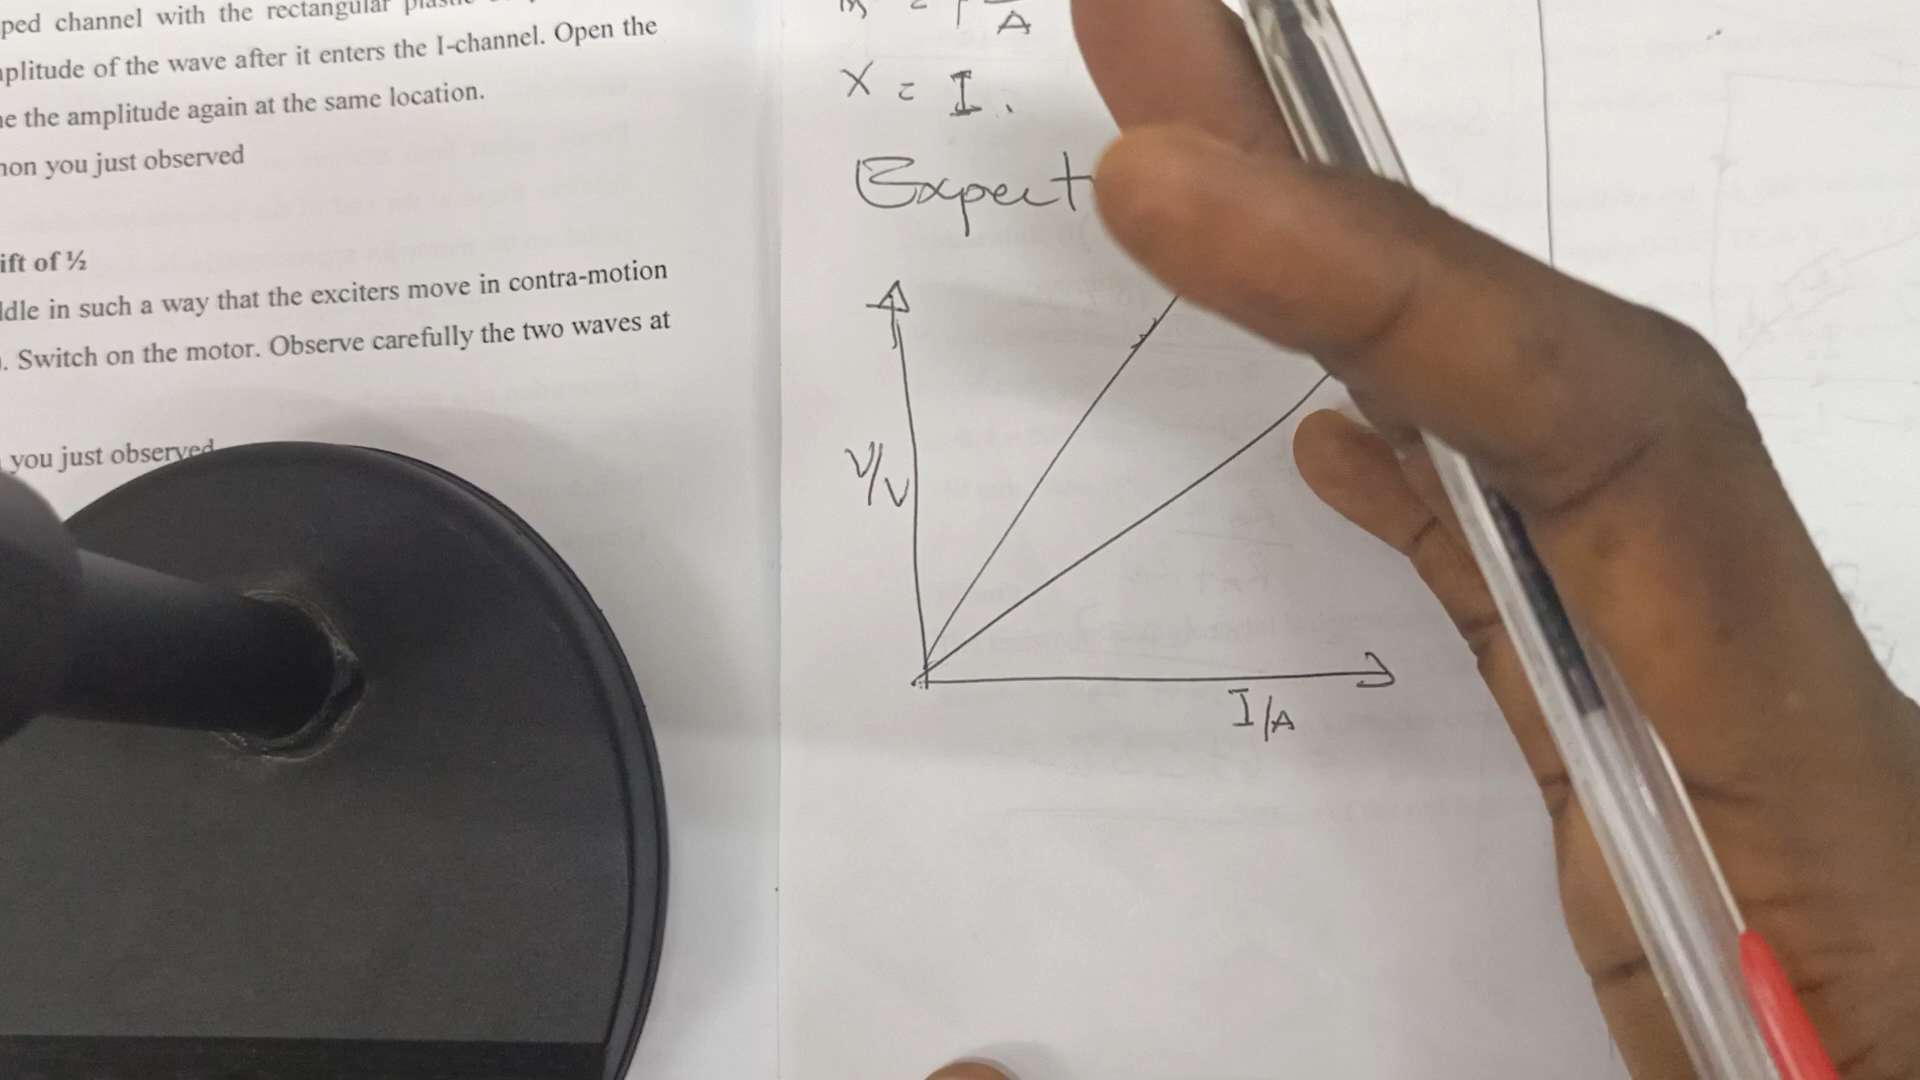 ped channel with the rectangular
plitude of the wave after it enters the I-channel. Open the
e the amplitude again at the same location.
non you just observed
ift of ½
ldle in such a way that the exciters move in contra-motion
. Switch on the motor. Observe carefully the two waves at
you just observed
A
X = I.
Expect
V/V
I/A